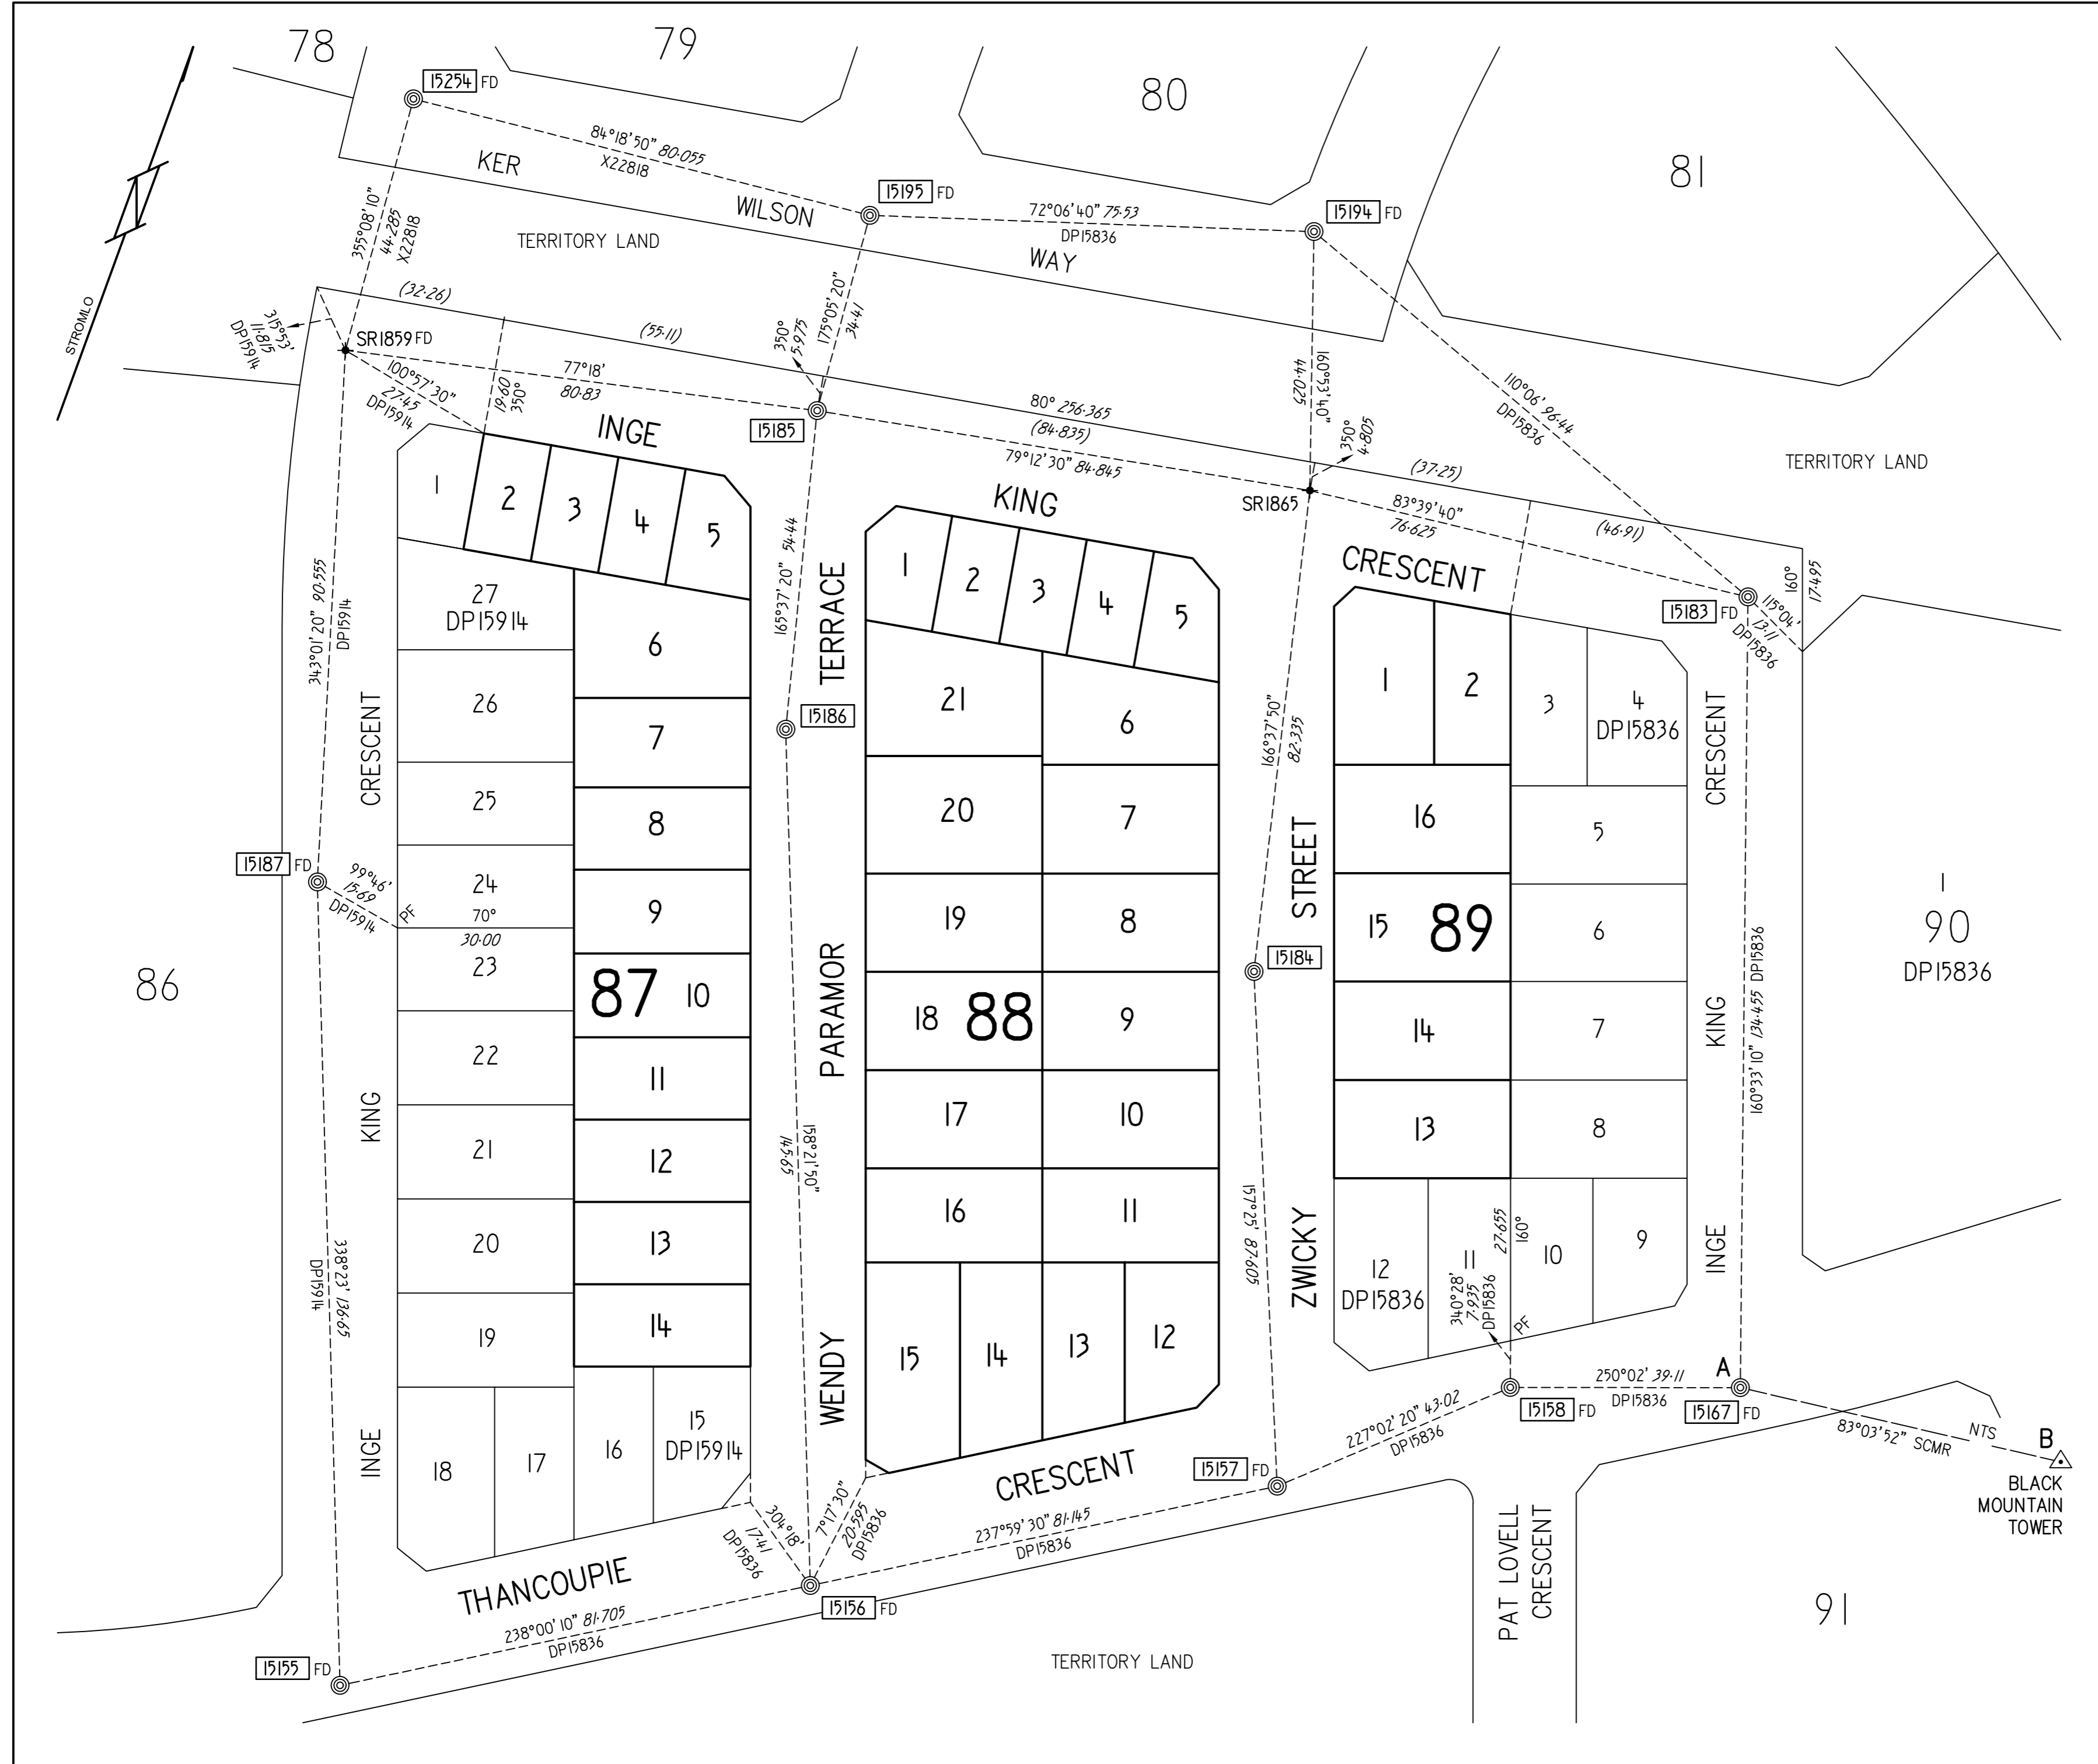 78
79
80
81
15254 FD
84°18'50" 80·055
X22818
KER
WILSON
WAY
15195 FD
72°06'40" 75·53
DP15836
15194 FD
355°08'10"
44·285
X22818
TERRITORY LAND
STROMLO
(32·26)
(55·11)
315°53'
11·815
DP15914
SR1859 FD
100°57'30"
27·45
DP15914
19·60
350°
77°18'
80·83
350°
5·975
175°05'20"
34·41
15185
80° 256·365
(84·835)
79°12'30" 84·845
160°53'40"
44·025
350°
4·805
(37·25)
110°06' 96·44
DP15836
TERRITORY LAND
SR1865
83°39'40"
76·625
(46·91)
160°
17·495
15183 FD
115°04'
13·11
DP15836
INGE
KING
CRESCENT
1
2
3
4
5
27
DP15914
26
25
24
70°
30·00
23
22
21
20
19
18
17
16
15
DP15914
6
7
8
9
87
10
11
12
13
14
343°01'20" 90·555
DP15914
15187 FD
99°46'
15·69
DP15914
PF
86
338°23' 136·65
DP15914
CRESCENT
KING
INGE
165°37'20" 54·44
15186
158°21'50"
145·65
TERRACE
PARAMOR
WENDY
1
2
3
4
5
21
6
20
7
19
8
18
88
9
17
10
16
11
15
14
13
12
166°37'50"
82·335
15184
157°25' 87·605
STREET
ZWICKY
1
2
3
4
DP15836
16
5
15
89
6
14
7
13
8
12
DP15836
11
10
9
27·655
160°
340°28'
7·935
DP15836
PF
CRESCENT
KING
INGE
160°33'10" 134·455 DP15836
1
90
DP15836
250°02' 39·11
DP15836
A
15158 FD
15167 FD
83°03'52" SCMR
NTS
B
BLACK
MOUNTAIN
TOWER
227°02'20" 43·02
DP15836
15157 FD
CRESCENT
237°59'30" 81·145
DP15836
304°18'
17·41
DP15836
7°17'30"
20·595
DP15836
THANCOUPIE
238°00'10" 81·705
DP15836
15156 FD
15155 FD
TERRITORY LAND
PAT LOVELL
CRESCENT
91